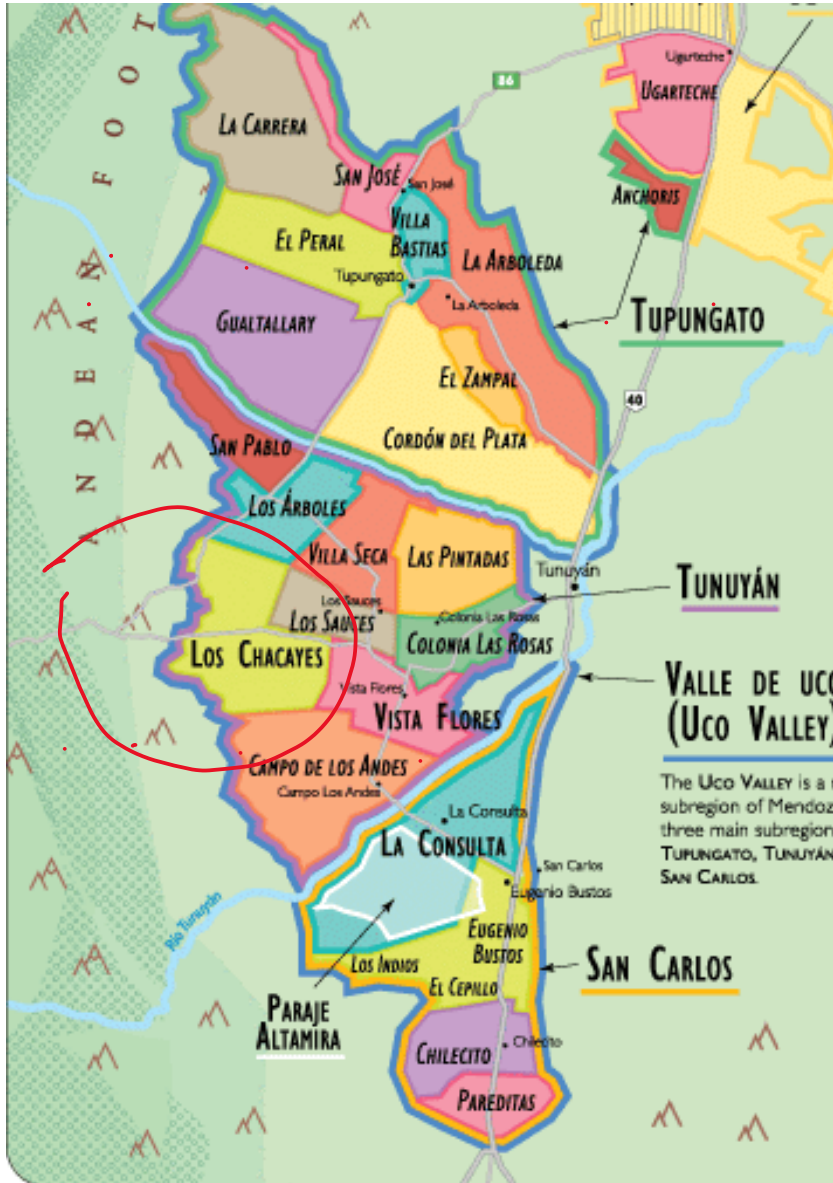 86
Ugarteche
UGARTECHE
ANDEAN FOOT
LA CARRERA
SAN JOSÉ
San José
ANCHORIS
VILLA
BASTIAS
EL PERAL
LA ARBOLEDA
Tupungato
La Arboleda
GUALTALLARY
TUPUNGATO
EL ZAMPAL
40
CORDÓN DEL PLATA
SAN PABLO
LOS ÁRBOLES
VILLA SECA
LAS PINTADAS
Tunuyán
TUNUYÁN
Los Sauces
LOS SAUCES
Colonia Las Rosas
COLONIA LAS ROSAS
LOS CHACAYES
Vista Flores
VISTA FLORES
VALLE DE UCO
(UCO VALLEY)
CAMPO DE LOS ANDES
Campo Los Andes
The UCO VALLEY is a
subregion of Mendoz
three main subregion
TUPUNGATO, TUNUYÁN
SAN CARLOS.
La Consulta
LA CONSULTA
San Carlos
Eugenio Bustos
Río Tunuyán
EUGENIO
BUSTOS
LOS INDIOS
SAN CARLOS
EL CEPILLO
PARAJE
ALTAMIRA
CHILECITO
Chilecito
PAREDITAS